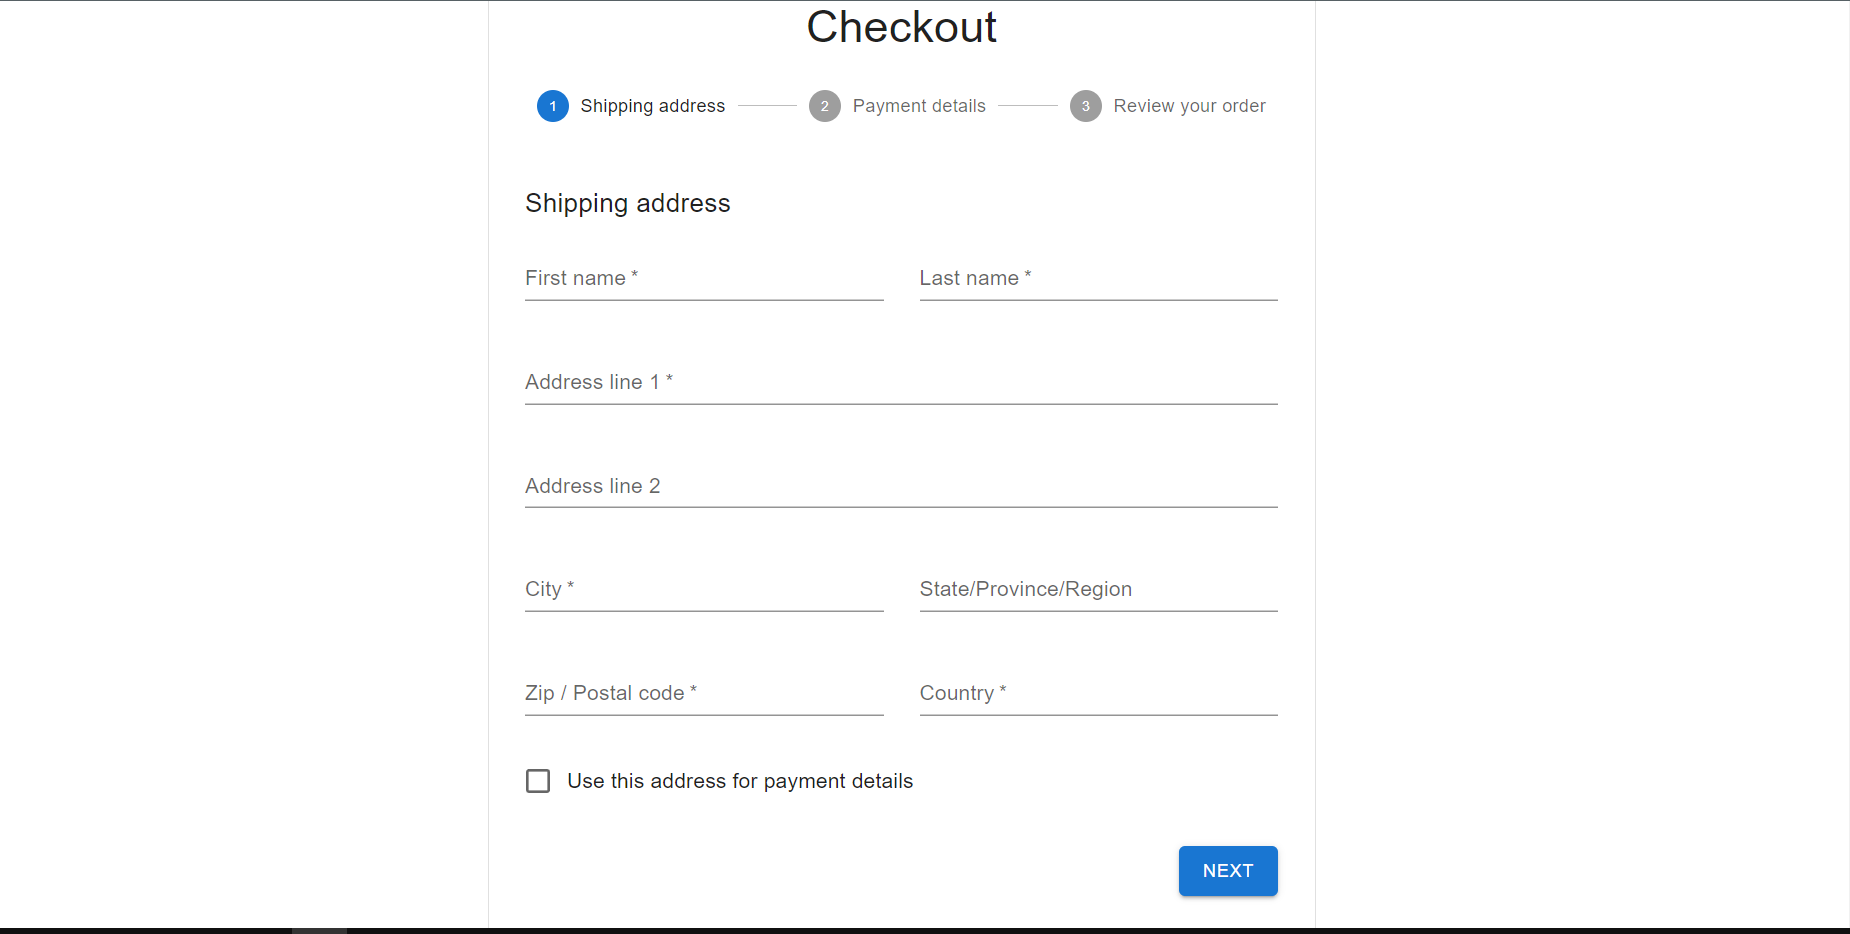 Checkout
1 Shipping address 2 Payment details 3 Review your order
Shipping address
First name * Last name *
Address line 1 *
Address line 2
City * State/Province/Region
Zip / Postal code * Country *
Use this address for payment details
NEXT